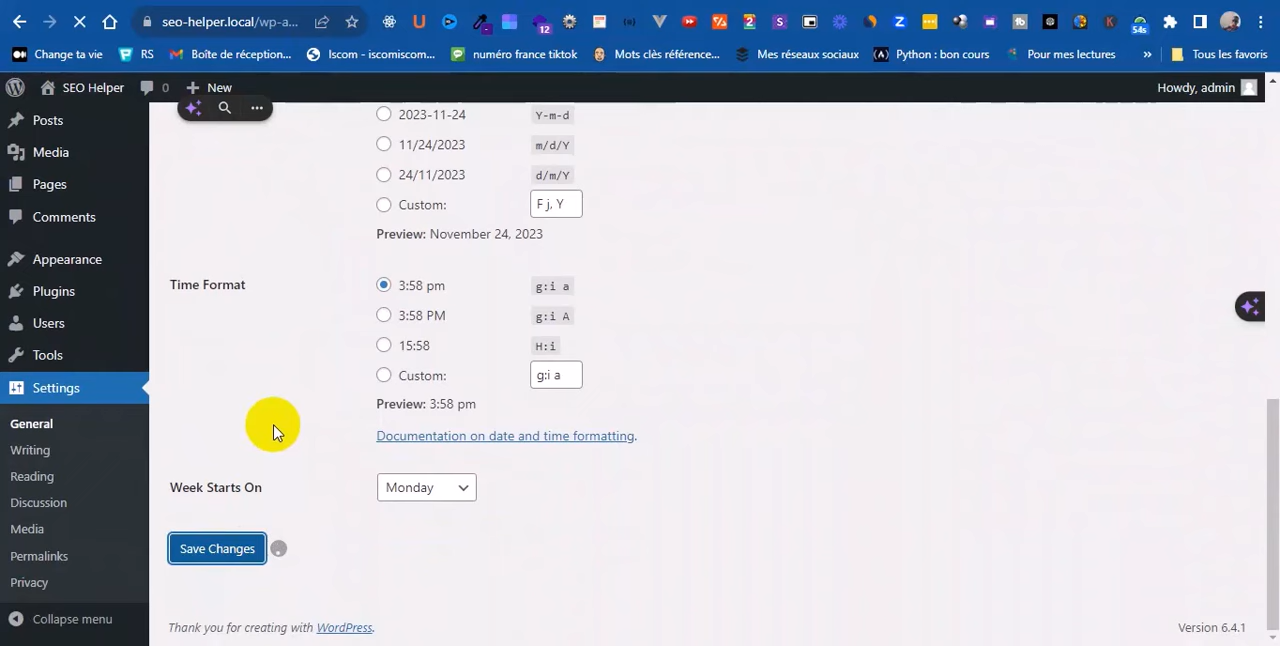 seo-helper.local/wp-a...
12
54s
Change ta vie
RS
Boîte de réception...
Iscom – iscomiscom...
numéro france tiktok
Mots clès référence...
Mes réseaux sociaux
Python : bon cours
Pour mes lectures
»
Tous les favoris
SEO Helper
0
New
Howdy, admin
Posts
Media
Pages
Comments
Appearance
Plugins
Users
Tools
Settings
General
Writing
Reading
Discussion
Media
Permalinks
Privacy
Collapse menu
2023-11-24 Y-m-d
11/24/2023 m/d/Y
24/11/2023 d/m/Y
Custom: F j, Y
Preview: November 24, 2023
Time Format
3:58 pm g:i a
3:58 PM g:i A
15:58 H:i
Custom: g:i a
Preview: 3:58 pm
Documentation on date and time formatting.
Week Starts On Monday
Save Changes
Thank you for creating with WordPress.
Version 6.4.1